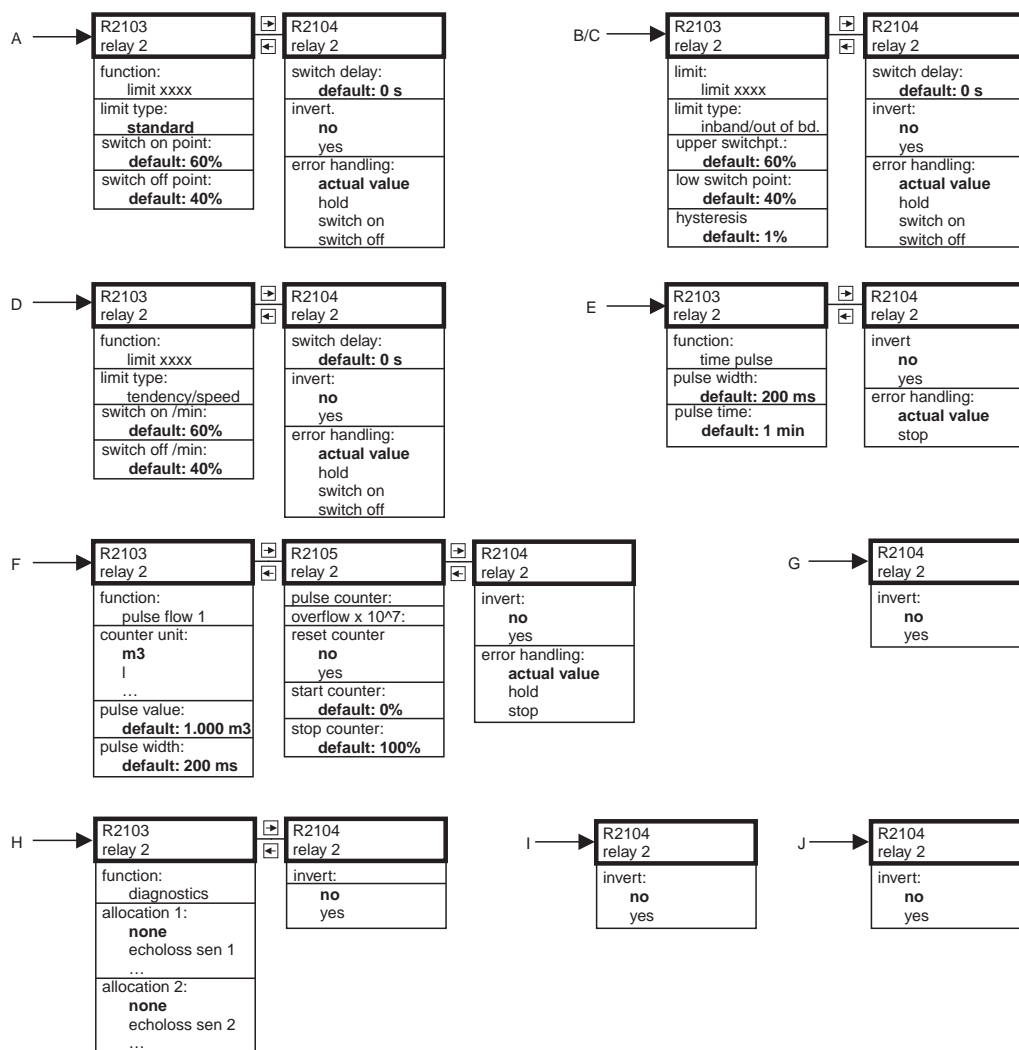 A
R2103
relay 2
function:
limit xxxx
limit type:
standard
switch on point:
default: 60%
switch off point:
default: 40%
R2104
relay 2
switch delay:
default: 0 s
invert.
no
yes
error handling:
actual value
hold
switch on
switch off
B/C
R2103
relay 2
limit:
limit xxxx
limit type:
inband/out of bd.
upper switchpt.:
default: 60%
low switch point:
default: 40%
hysteresis
default: 1%
R2104
relay 2
switch delay:
default: 0 s
invert:
no
yes
error handling:
actual value
hold
switch on
switch off
D
R2103
relay 2
function:
limit xxxx
limit type:
tendency/speed
switch on /min:
default: 60%
switch off /min:
default: 40%
R2104
relay 2
switch delay:
default: 0 s
invert:
no
yes
error handling:
actual value
hold
switch on
switch off
E
R2103
relay 2
function:
time pulse
pulse width:
default: 200 ms
pulse time:
default: 1 min
R2104
relay 2
invert
no
yes
error handling:
actual value
stop
F
R2103
relay 2
function:
pulse flow 1
counter unit:
m3
l
...
pulse value:
default: 1.000 m3
pulse width:
default: 200 ms
R2105
relay 2
pulse counter:
overflow x 10^7:
reset counter
no
yes
start counter:
default: 0%
stop counter:
default: 100%
R2104
relay 2
invert:
no
yes
error handling:
actual value
hold
stop
G
R2104
relay 2
invert:
no
yes
H
R2103
relay 2
function:
diagnostics
allocation 1:
none
echoloss sen 1
...
allocation 2:
none
echoloss sen 2
...
R2104
relay 2
invert:
no
yes
I
R2104
relay 2
invert:
no
yes
J
R2104
relay 2
invert:
no
yes